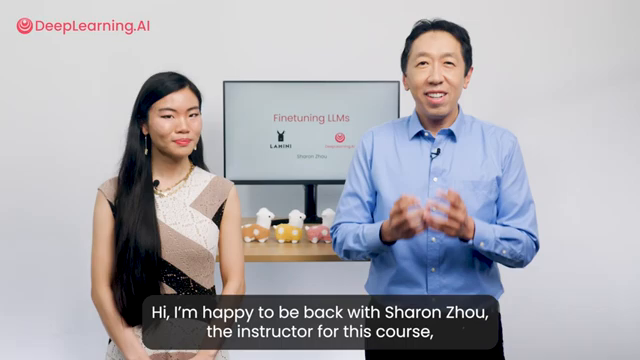 DeepLearning.AI
Finetuning LLMs
LAMINI
DeepLearning.AI
Sharon Zhou
Hi, I'm happy to be back with Sharon Zhou,
the instructor for this course,